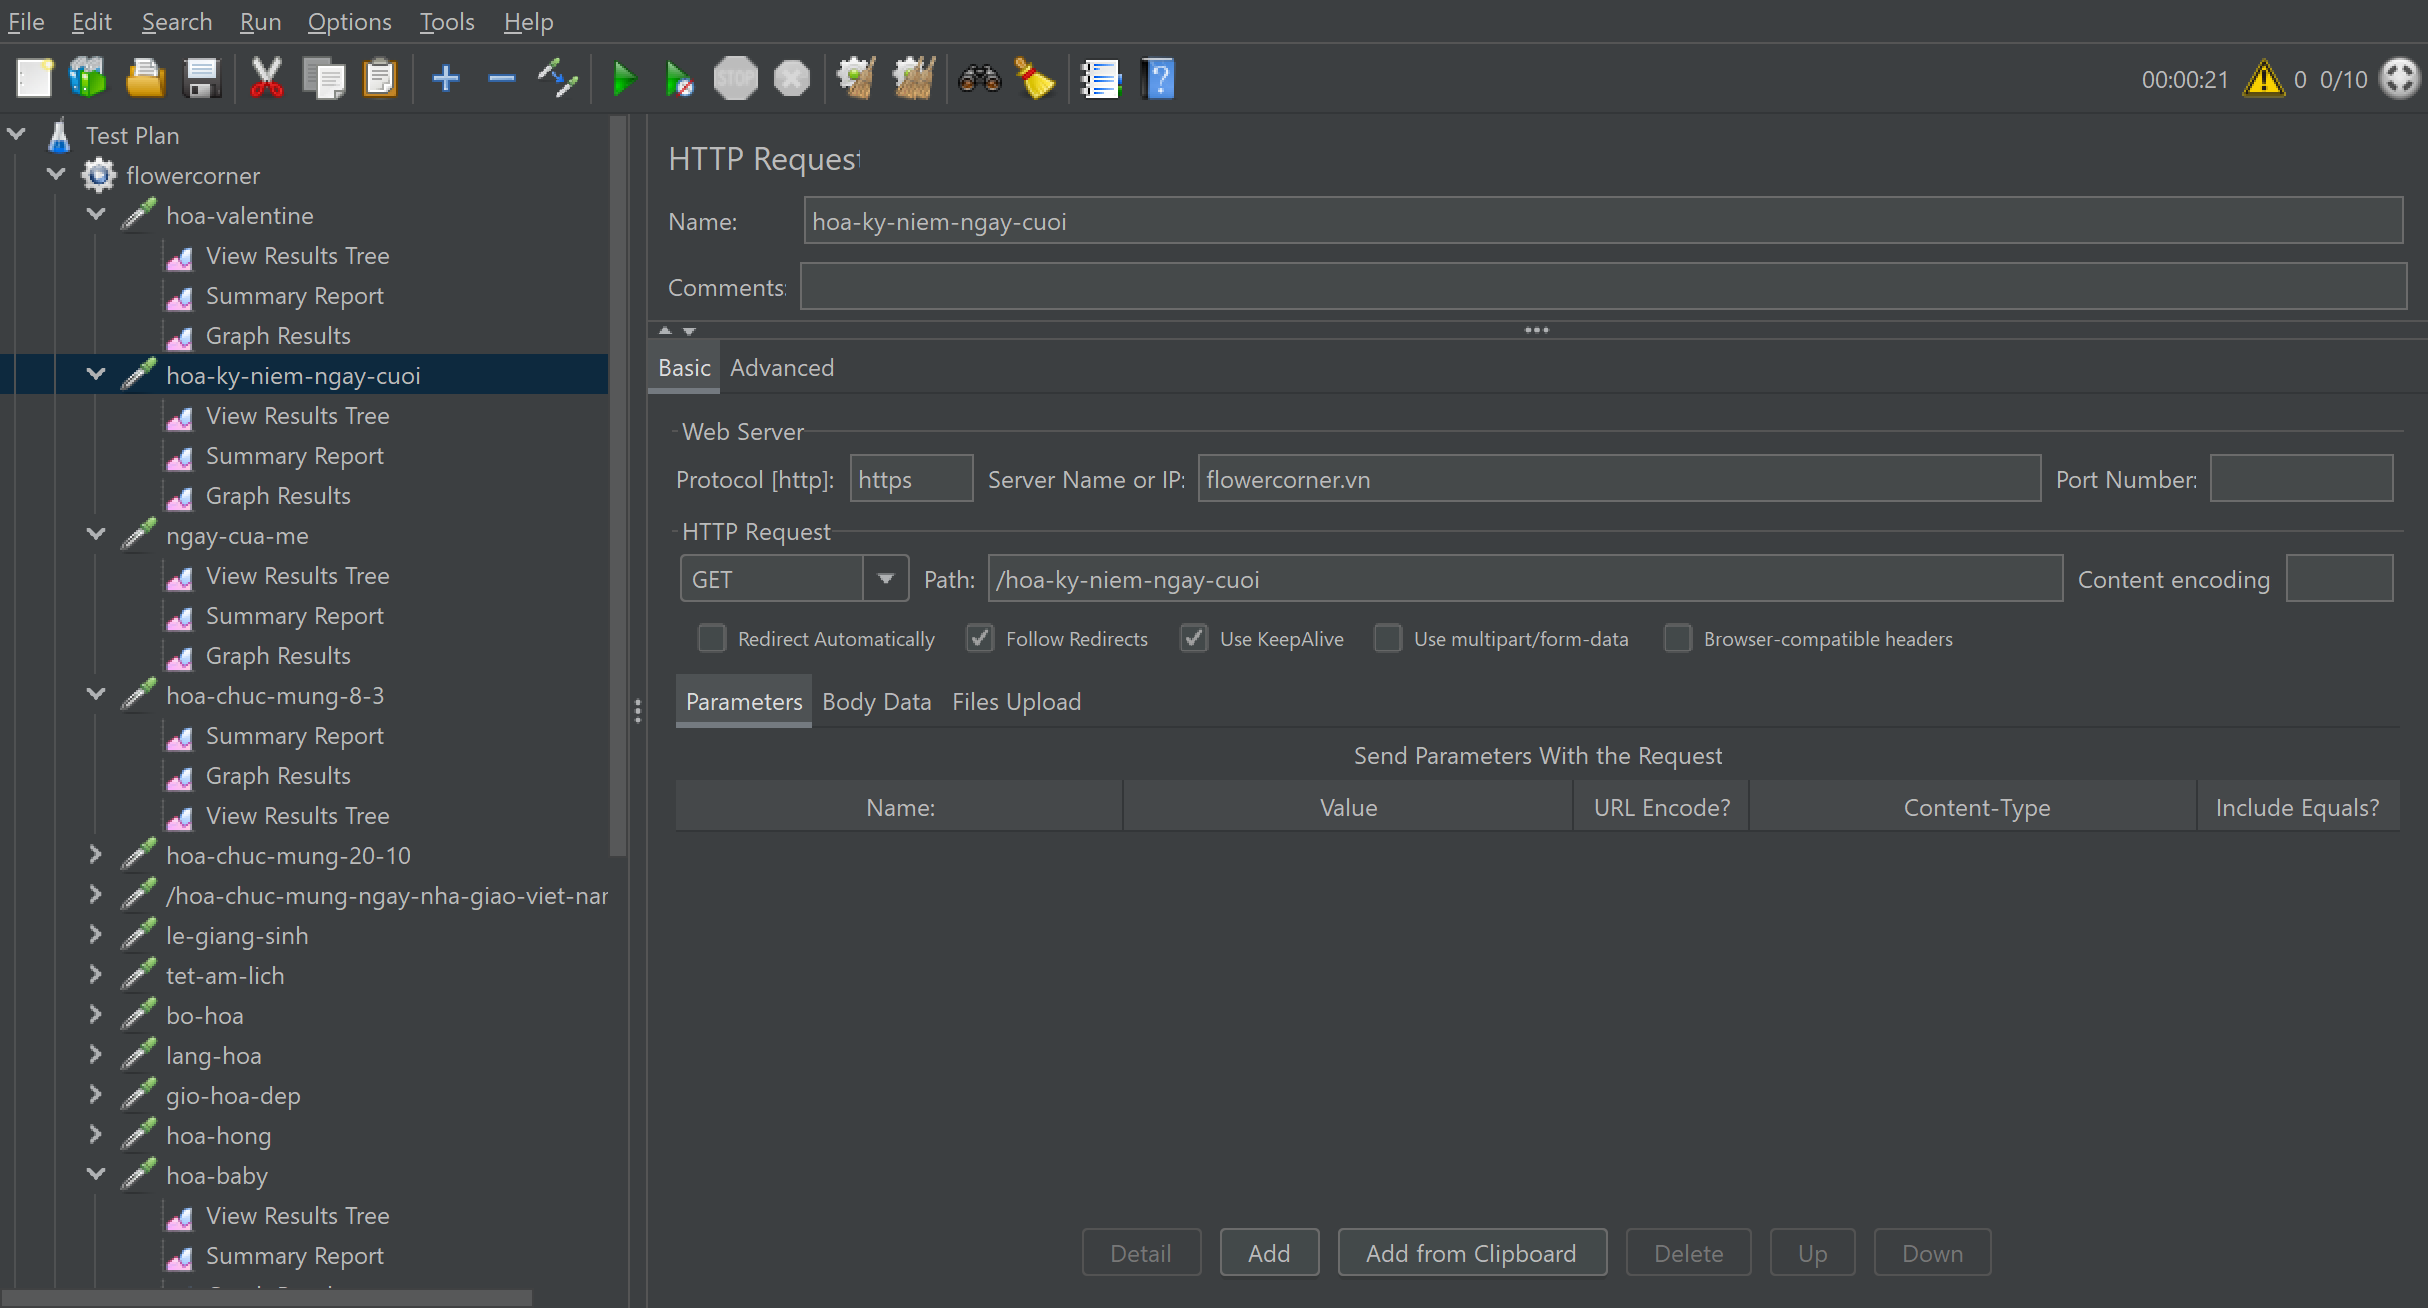 File Edit Search Run Options Tools Help
STOP
00:00:21 0 0/10
Test Plan
flowercorner
hoa-valentine
View Results Tree
Summary Report
Graph Results
hoa-ky-niem-ngay-cuoi
View Results Tree
Summary Report
Graph Results
ngay-cua-me
View Results Tree
Summary Report
Graph Results
hoa-chuc-mung-8-3
Summary Report
Graph Results
View Results Tree
hoa-chuc-mung-20-10
/hoa-chuc-mung-ngay-nha-giao-viet-nar
le-giang-sinh
tet-am-lich
bo-hoa
lang-hoa
gio-hoa-dep
hoa-hong
hoa-baby
View Results Tree
Summary Report
HTTP Request
Name: hoa-ky-niem-ngay-cuoi
Comments:
Basic Advanced
Web Server
Protocol [http]: https Server Name or IP: flowercorner.vn Port Number:
HTTP Request
GET Path: /hoa-ky-niem-ngay-cuoi Content encoding
Redirect Automatically Follow Redirects Use KeepAlive Use multipart/form-data Browser-compatible headers
Parameters Body Data Files Upload
Send Parameters With the Request
Name: Value URL Encode? Content-Type Include Equals?
Detail Add Add from Clipboard Delete Up Down